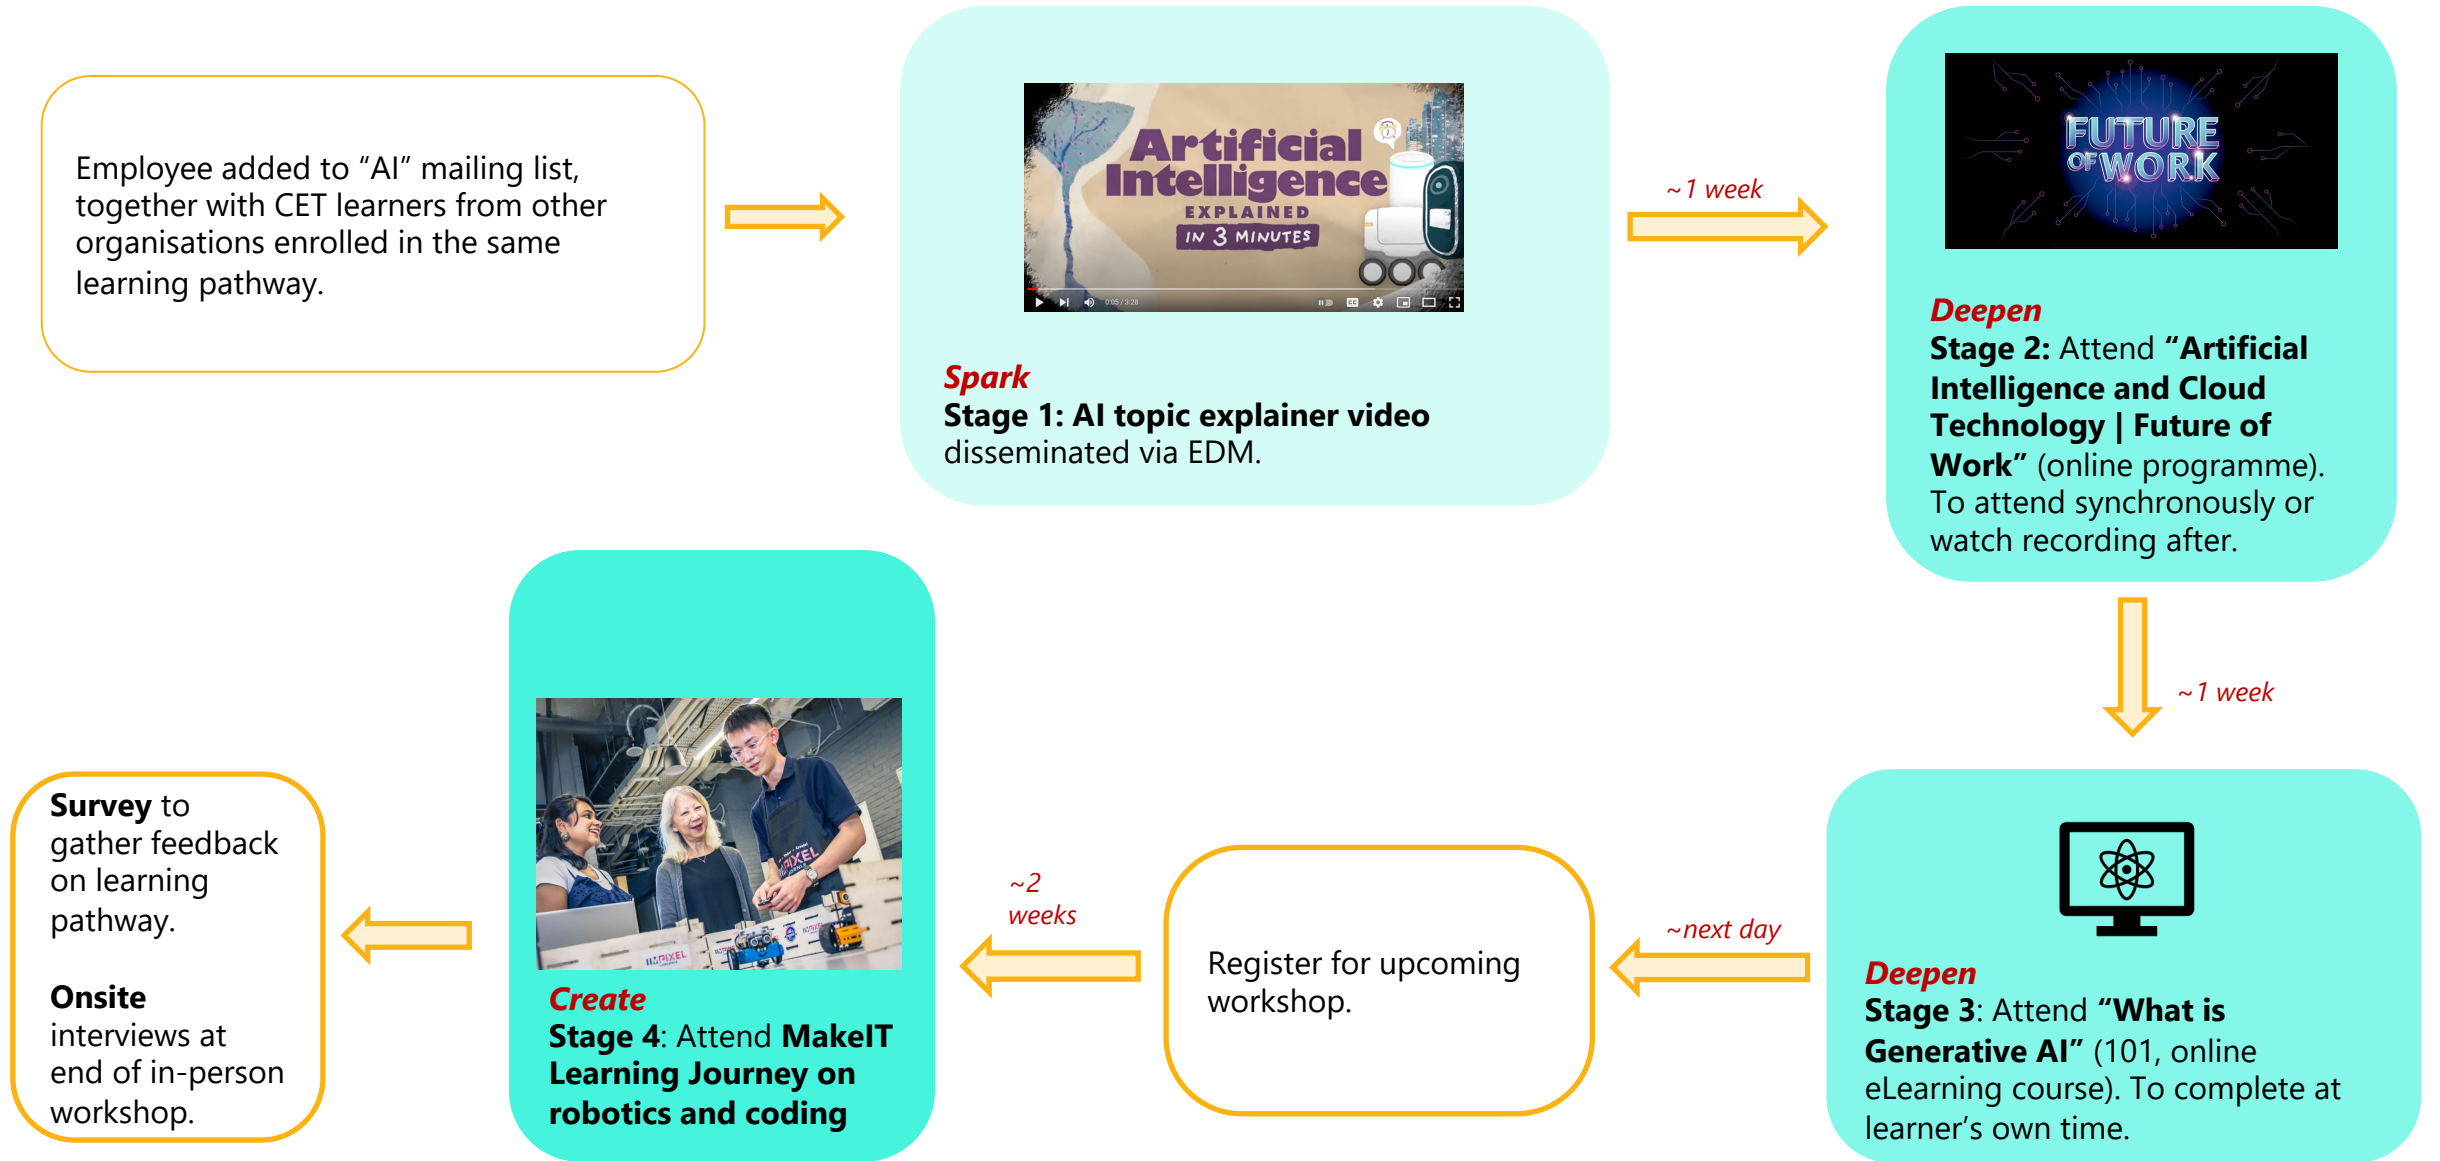 Employee added to “AI” mailing list,
together with CET learners from other
organisations enrolled in the same
learning pathway.
Artificial
Intelligence
EXPLAINED
IN 3 MINUTES
0:05 / 3:28
Spark
Stage 1: AI topic explainer video
disseminated via EDM.
~1 week
FUTURE
OF WORK
Deepen
Stage 2: Attend “Artificial
Intelligence and Cloud
Technology | Future of
Work” (online programme).
To attend synchronously or
watch recording after.
~1 week
Deepen
Stage 3: Attend “What is
Generative AI” (101, online
eLearning course). To complete at
learner’s own time.
~next day
Register for upcoming
workshop.
~2
weeks
PIXEL
PIXEL
Create
Stage 4: Attend MakeIT
Learning Journey on
robotics and coding
Survey to
gather feedback
on learning
pathway.
Onsite
interviews at
end of in-person
workshop.